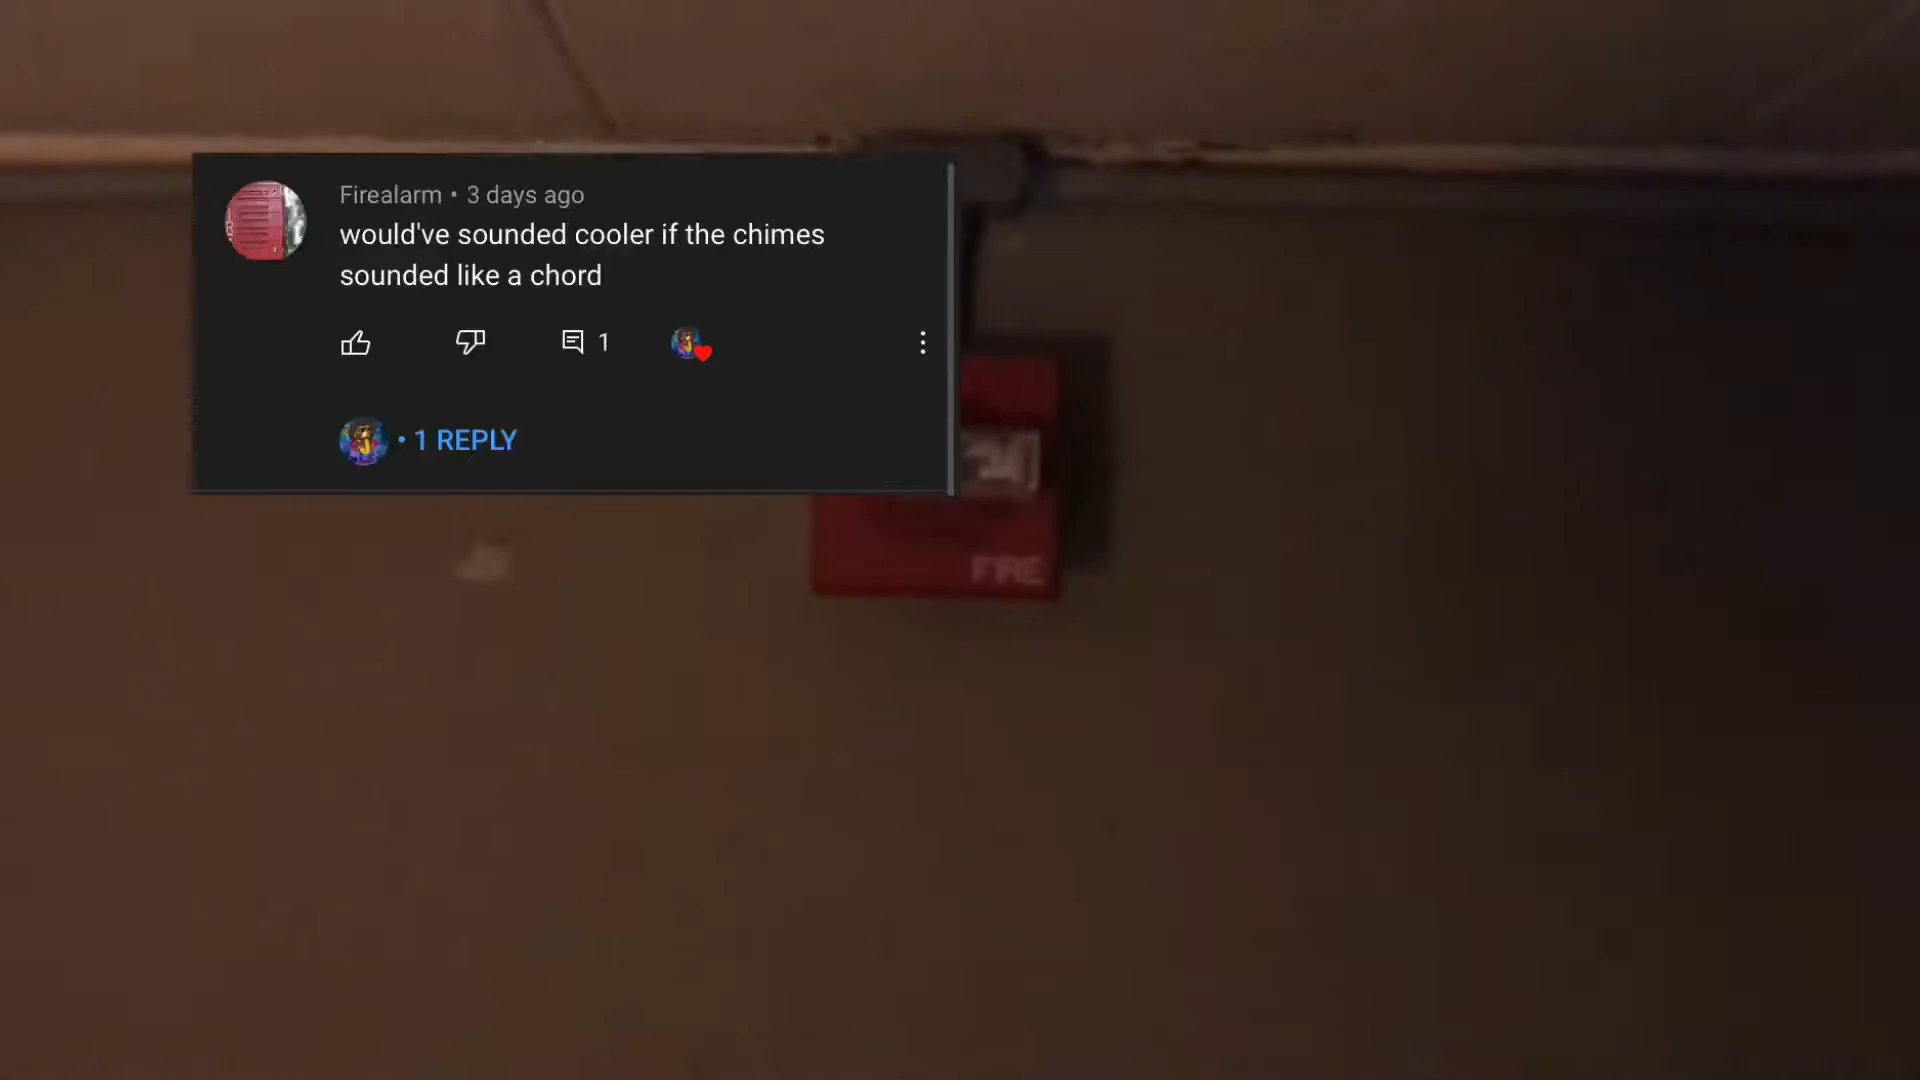 Firealarm • 3 days ago
would've sounded cooler if the chimes
sounded like a chord
1
• 1 REPLY
FIRE